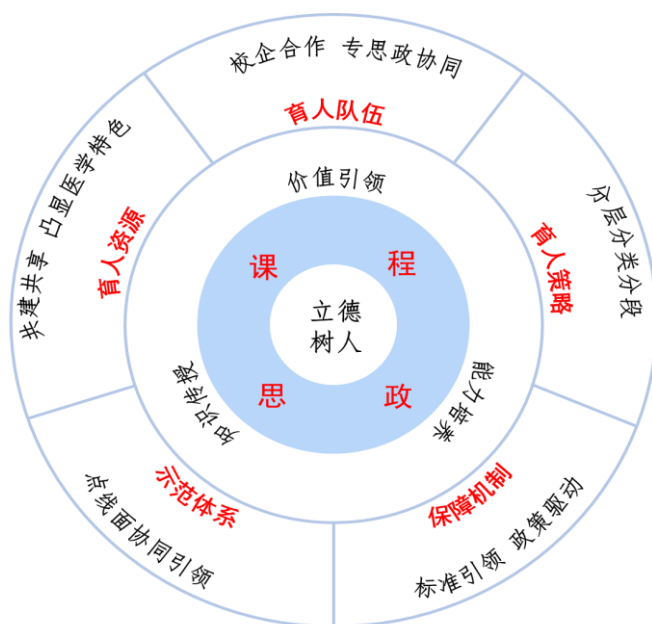 校企合作 专思政协同
育人队伍
共建共享 凸显医学特色
育人资源
分层分类分段
育人策略
价值引领
课程
立德
树人
思政
知识传授
能力培养
示范体系
点线面协同引领
保障机制
标准引领 政策驱动